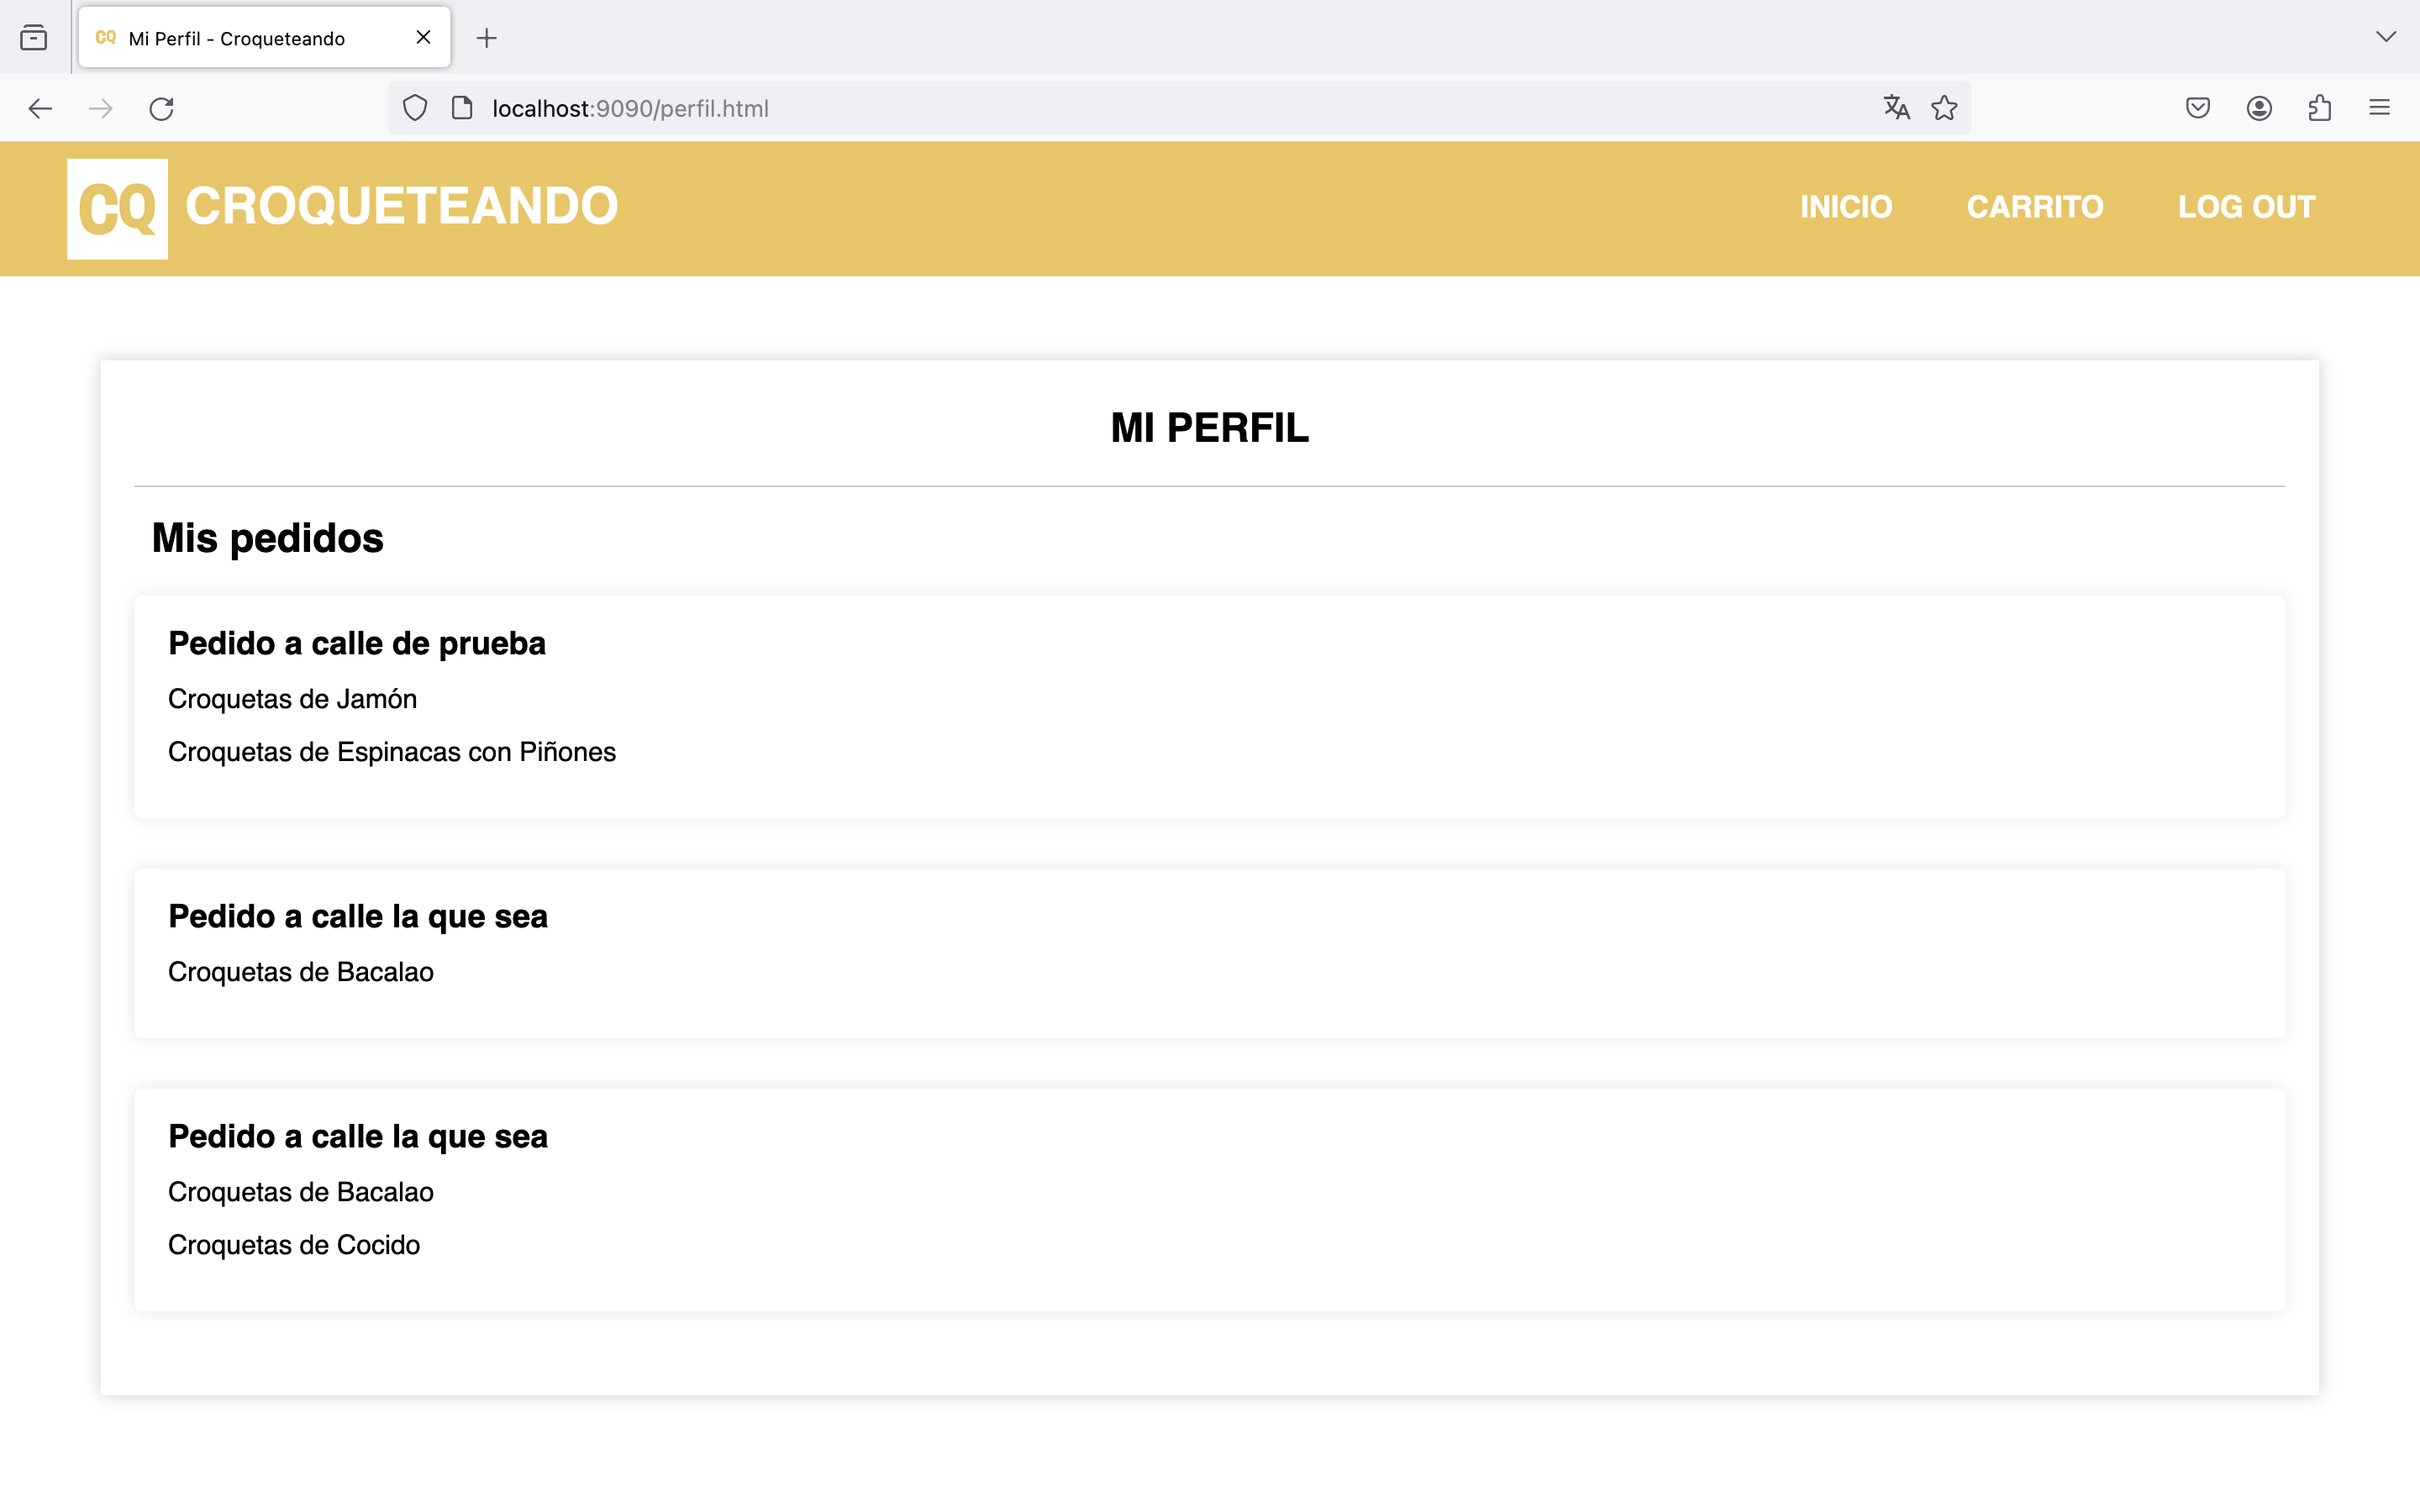 CQ Mi Perfil - Croqueteando
localhost:9090/perfil.html
CQ CROQUETEANDO
INICIO CARRITO LOG OUT
MI PERFIL
Mis pedidos
Pedido a calle de prueba
Croquetas de Jamón
Croquetas de Espinacas con Piñones
Pedido a calle la que sea
Croquetas de Bacalao
Pedido a calle la que sea
Croquetas de Bacalao
Croquetas de Cocido